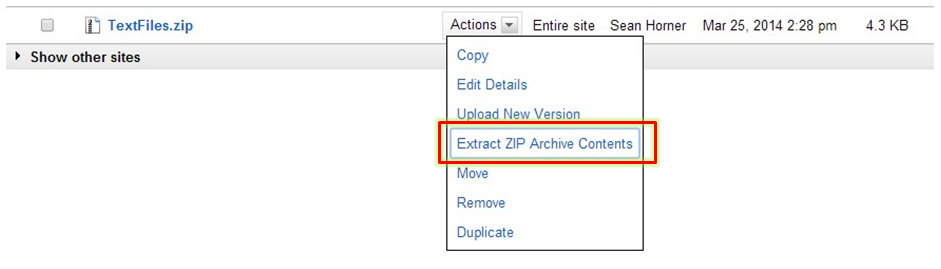 TextFiles.zip Actions Entire site Sean Horner Mar 25, 2014 2:28 pm 4.3 KB
Show other sites
Copy
Edit Details
Upload New Version
Extract ZIP Archive Contents
Move
Remove
Duplicate